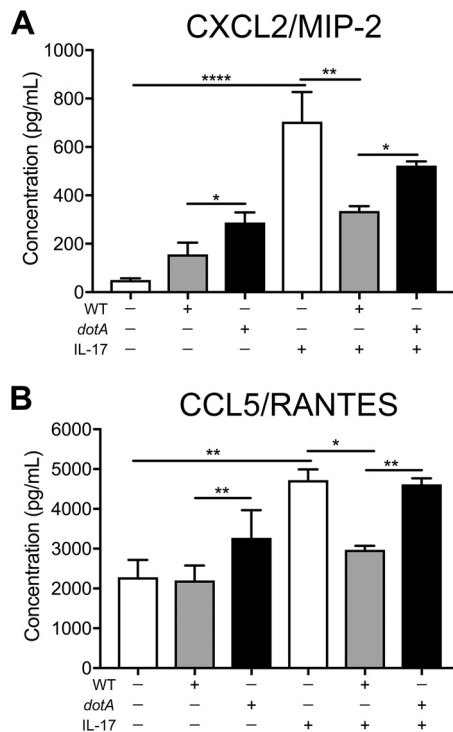 A
CXCL2/MIP-2
Concentration (pg/mL)
1000
800
600
400
200
0
****
**
*
*
WT – + – – + –
dotA – – + – – +
IL-17 – – – + + +
B
CCL5/RANTES
Concentration (pg/mL)
6000
5000
4000
3000
2000
1000
0
**
*
**
**
WT – + – – + –
dotA – – + – – +
IL-17 – – – + + +